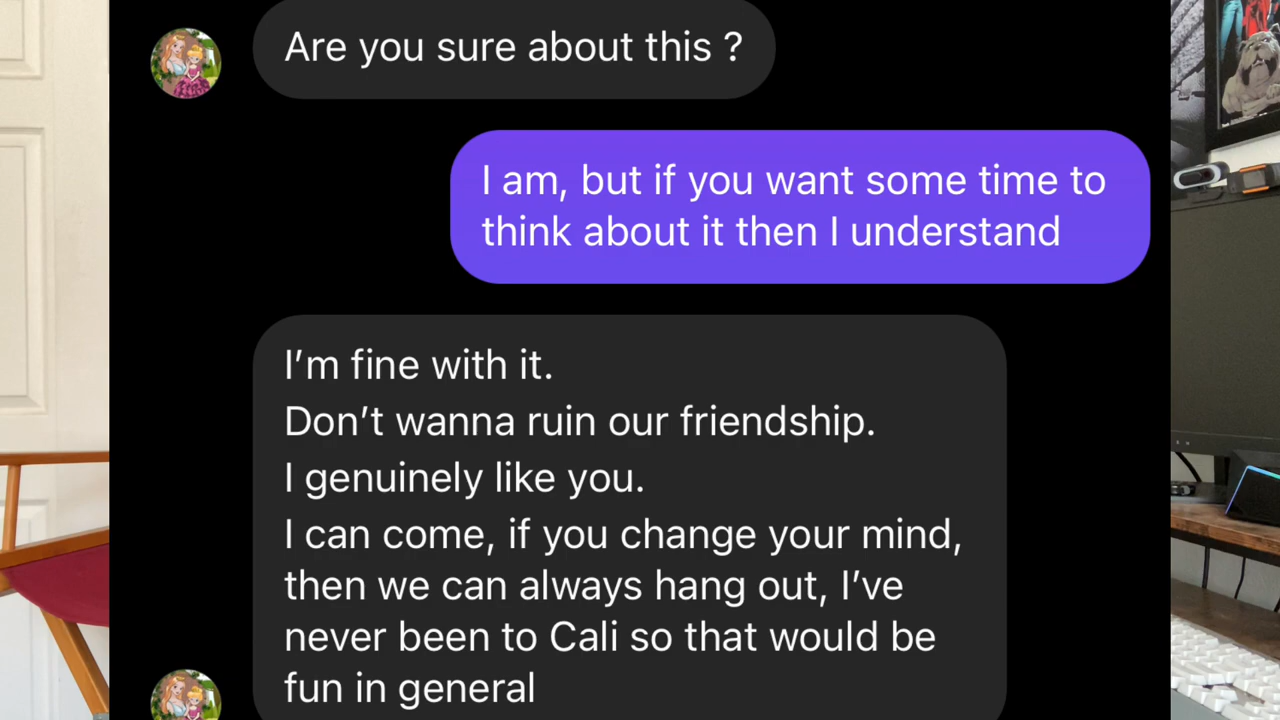 Are you sure about this ?
I am, but if you want some time to
think about it then I understand
I'm fine with it.
Don't wanna ruin our friendship.
I genuinely like you.
I can come, if you change your mind,
then we can always hang out, I've
never been to Cali so that would be
fun in general